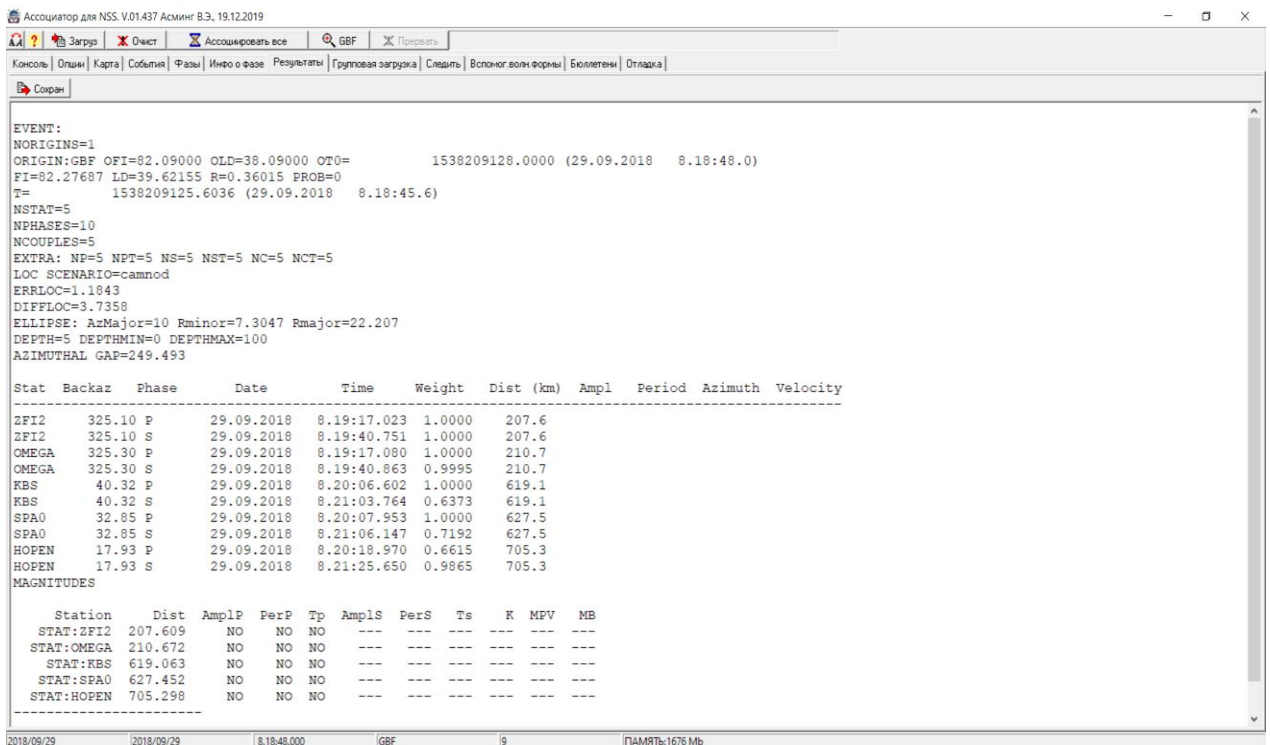 Ассоциатор для NSS. V.01.437 Асминг В.Э., 19.12.2019
? Загруз Ж Очист Ассоциировать все GBF Ж Прервать
Консоль Опции Карта События Фазы Инфо о фазе Результаты Групповая загрузка Следить Вспомог.волн.формы Бюллетени Отладка
Сохран
EVENT:
NORIGINS=1
ORIGIN:GBF OFI=82.09000 OLD=38.09000 OT0= 1538209128.0000 (29.09.2018 8.18:48.0)
FI=82.27687 LD=39.62155 R=0.36015 PROB=0
T= 1538209125.6036 (29.09.2018 8.18:45.6)
NSTAT=5
NPHASES=10
NCOUPLES=5
EXTRA: NP=5 NPT=5 NS=5 NST=5 NC=5 NCT=5
LOC SCENARIO=camnod
ERRLOC=1.1843
DIFFLOC=3.7358
ELLIPSE: AzMajor=10 Rminor=7.3047 Rmajor=22.207
DEPTH=5 DEPTHMIN=0 DEPTHMAX=100
AZIMUTHAL GAP=249.493
Stat Backaz Phase Date Time Weight Dist (km) Ampl Period Azimuth Velocity
--------------------------------------------------------------------------------
ZFI2 325.10 P 29.09.2018 8.19:17.023 1.0000 207.6
ZFI2 325.10 S 29.09.2018 8.19:40.751 1.0000 207.6
OMEGA 325.30 P 29.09.2018 8.19:17.080 1.0000 210.7
OMEGA 325.30 S 29.09.2018 8.19:40.863 0.9995 210.7
KBS 40.32 P 29.09.2018 8.20:06.602 1.0000 619.1
KBS 40.32 S 29.09.2018 8.21:03.764 0.6373 619.1
SPA0 32.85 P 29.09.2018 8.20:07.953 1.0000 627.5
SPA0 32.85 S 29.09.2018 8.21:06.147 0.7192 627.5
HOPEN 17.93 P 29.09.2018 8.20:18.970 0.6615 705.3
HOPEN 17.93 S 29.09.2018 8.21:25.650 0.9865 705.3
MAGNITUDES
Station Dist AmplP PerP Tp AmplS PerS Ts K MPV MB
STAT:ZFI2 207.609 NO NO NO --- --- --- --- --- ---
STAT:OMEGA 210.672 NO NO NO --- --- --- --- --- ---
STAT:KBS 619.063 NO NO NO --- --- --- --- --- ---
STAT:SPA0 627.452 NO NO NO --- --- --- --- --- ---
STAT:HOPEN 705.298 NO NO NO --- --- --- --- --- ---
-----------------------
2018/09/29 2018/09/29 8.18:48.000 GBF 9 ПАМЯТЬ:1676 Mb